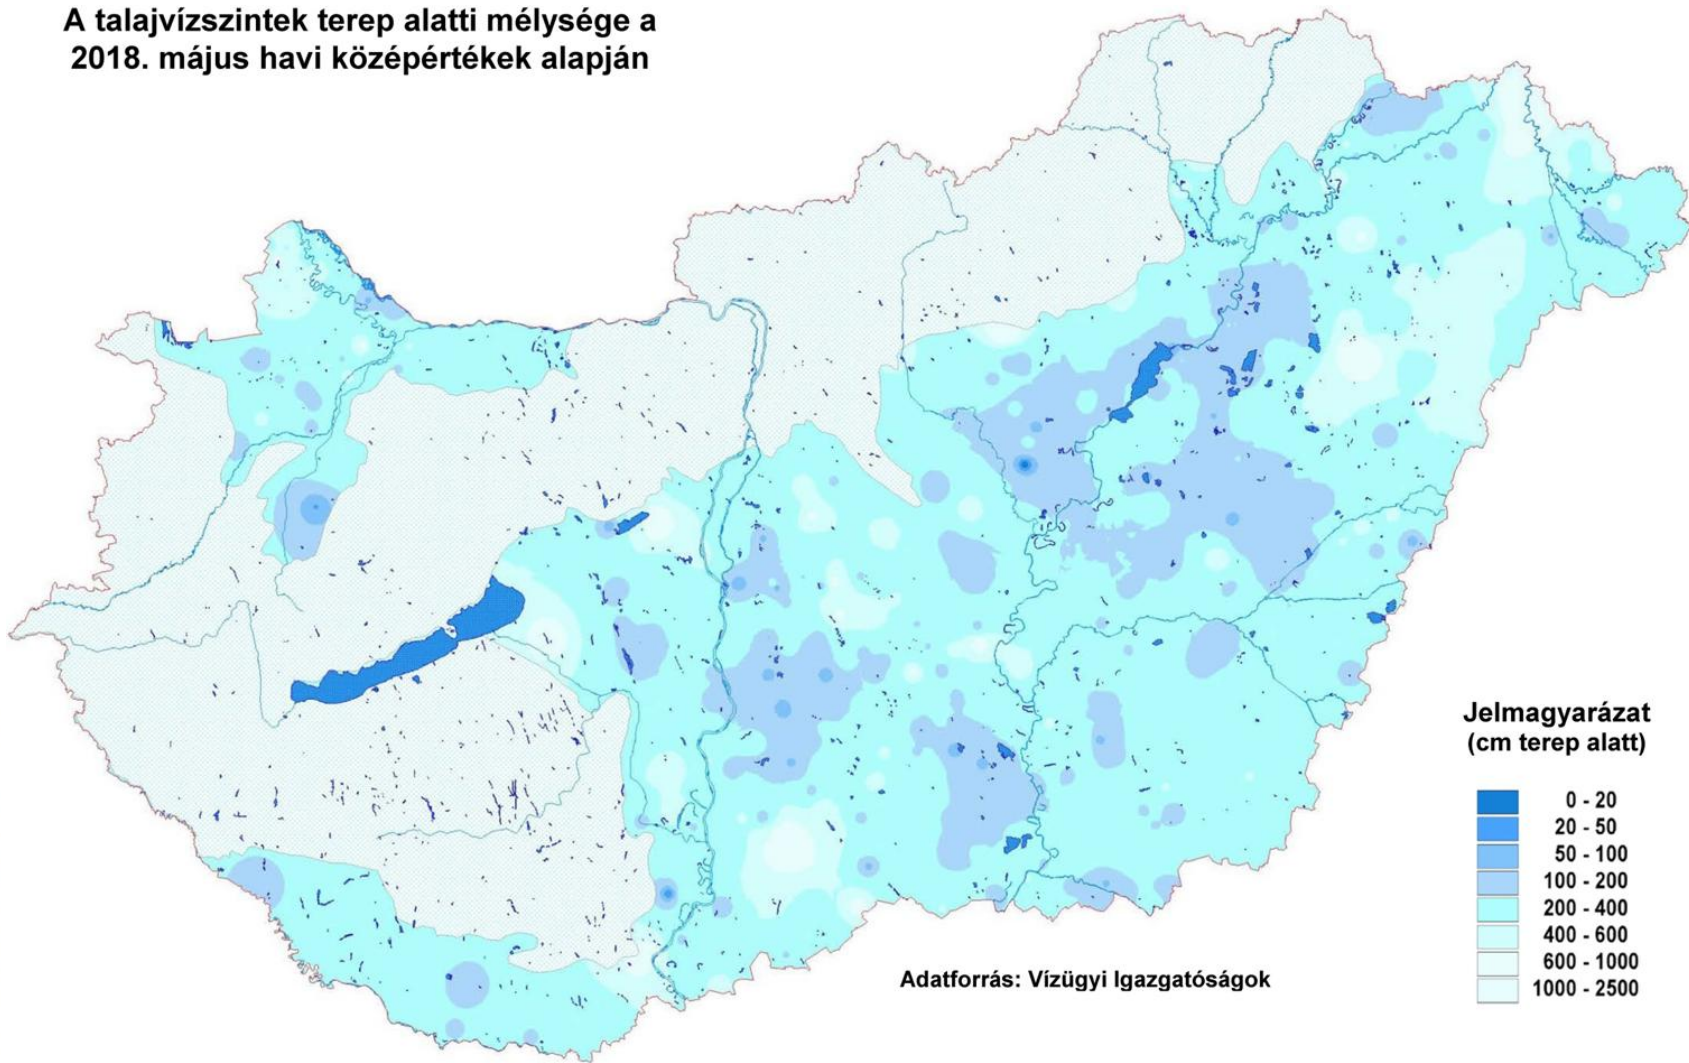 A talajvízszintek terep alatti mélysége a
2018. május havi középértékek alapján
Jelmagyarázat
(cm terep alatt)
0 - 20
20 - 50
50 - 100
100 - 200
200 - 400
400 - 600
600 - 1000
1000 - 2500
Adatforrás: Vízügyi Igazgatóságok